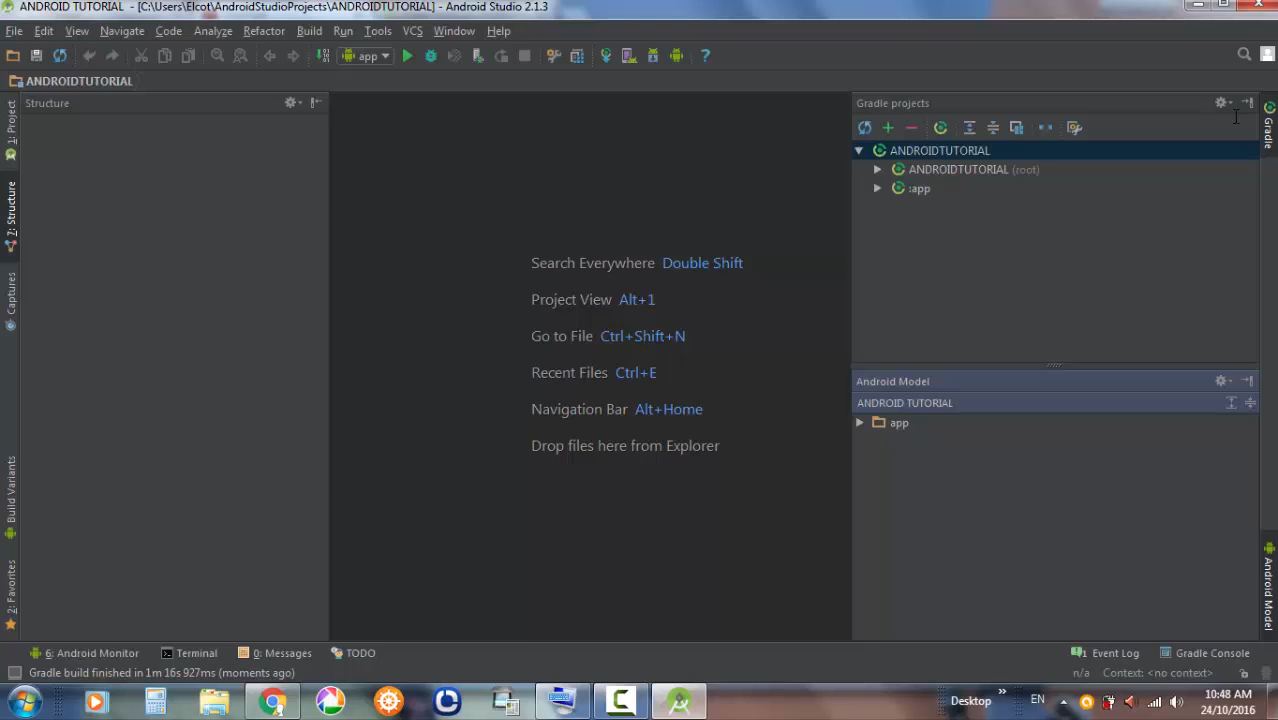 ANDROID TUTORIAL - [C:\Users\Elcot\AndroidStudioProjects\ANDROIDTUTORIAL] - Android Studio 2.1.3
File Edit View Navigate Code Analyze Refactor Build Run Tools VCS Window Help
app
ANDROIDTUTORIAL
Structure
Gradle projects
1: Project
7: Structure
Captures
Build Variants
2: Favorites
Search Everywhere Double Shift
Project View Alt+1
Go to File Ctrl+Shift+N
Recent Files Ctrl+E
Navigation Bar Alt+Home
Drop files here from Explorer
ANDROIDTUTORIAL
ANDROIDTUTORIAL (root)
:app
Android Model
ANDROID TUTORIAL
app
Gradle
Android Model
6: Android Monitor Terminal 0: Messages TODO
1 Event Log Gradle Console
Gradle build finished in 1m 16s 927ms (moments ago)
n/a Context: <no context>
Desktop » EN
10:48 AM
24/10/2016